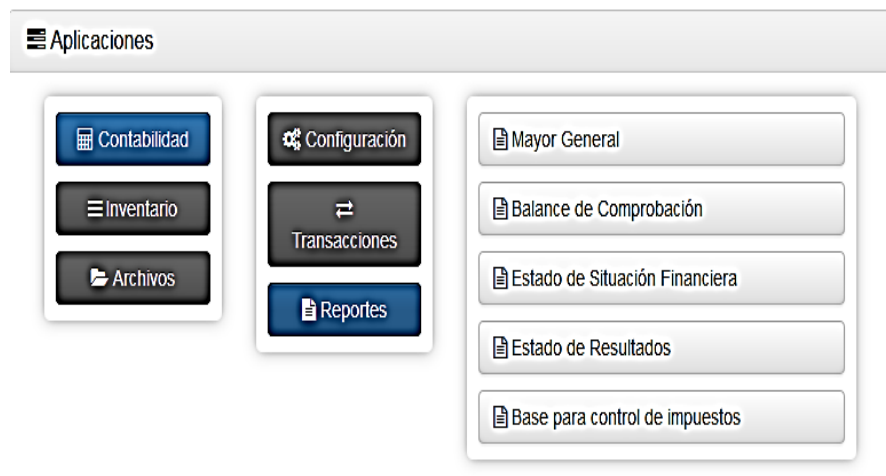 Aplicaciones
Contabilidad
Inventario
Archivos
Configuración
Transacciones
Reportes
Mayor General
Balance de Comprobación
Estado de Situación Financiera
Estado de Resultados
Base para control de impuestos